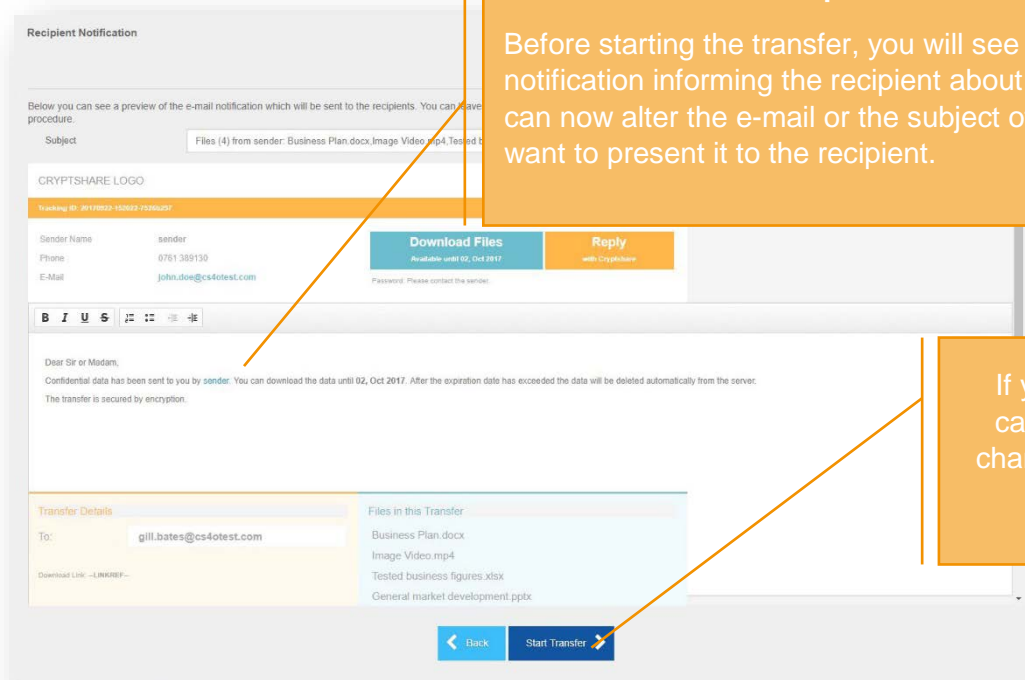 Recipient Notification
Before starting the transfer, you will see
notification informing the recipient about
can now alter the e-mail or the subject o
want to present it to the recipient.
Below you can see a preview of the e-mail notification which will be sent to the recipients. You can
procedure.
Subject
Files (4) from sender: Business Plan.docx,Image Video.mp4,Tested b
CRYPTSHARE LOGO
Tracking ID:
Sender Name sender
Phone 0761 389130
E-Mail john.doe@cs4otest.com
Download Files
Available until 02, Oct 2017
Reply
with Cryptshare
Password: Please contact the sender.
B I U S
Dear Sir or Madam,
Confidential data has been sent to you by sender. You can download the data until 02, Oct 2017. After the expiration date has exceeded the data will be deleted automatically from the server.
The transfer is secured by encryption.
If y
ca
char
Transfer Details
To: gill.bates@cs4otest.com
Download Link: --LINKREF--
Files in this Transfer
Business Plan.docx
Image Video.mp4
Tested business figures.xlsx
General market development.pptx
Back
Start Transfer